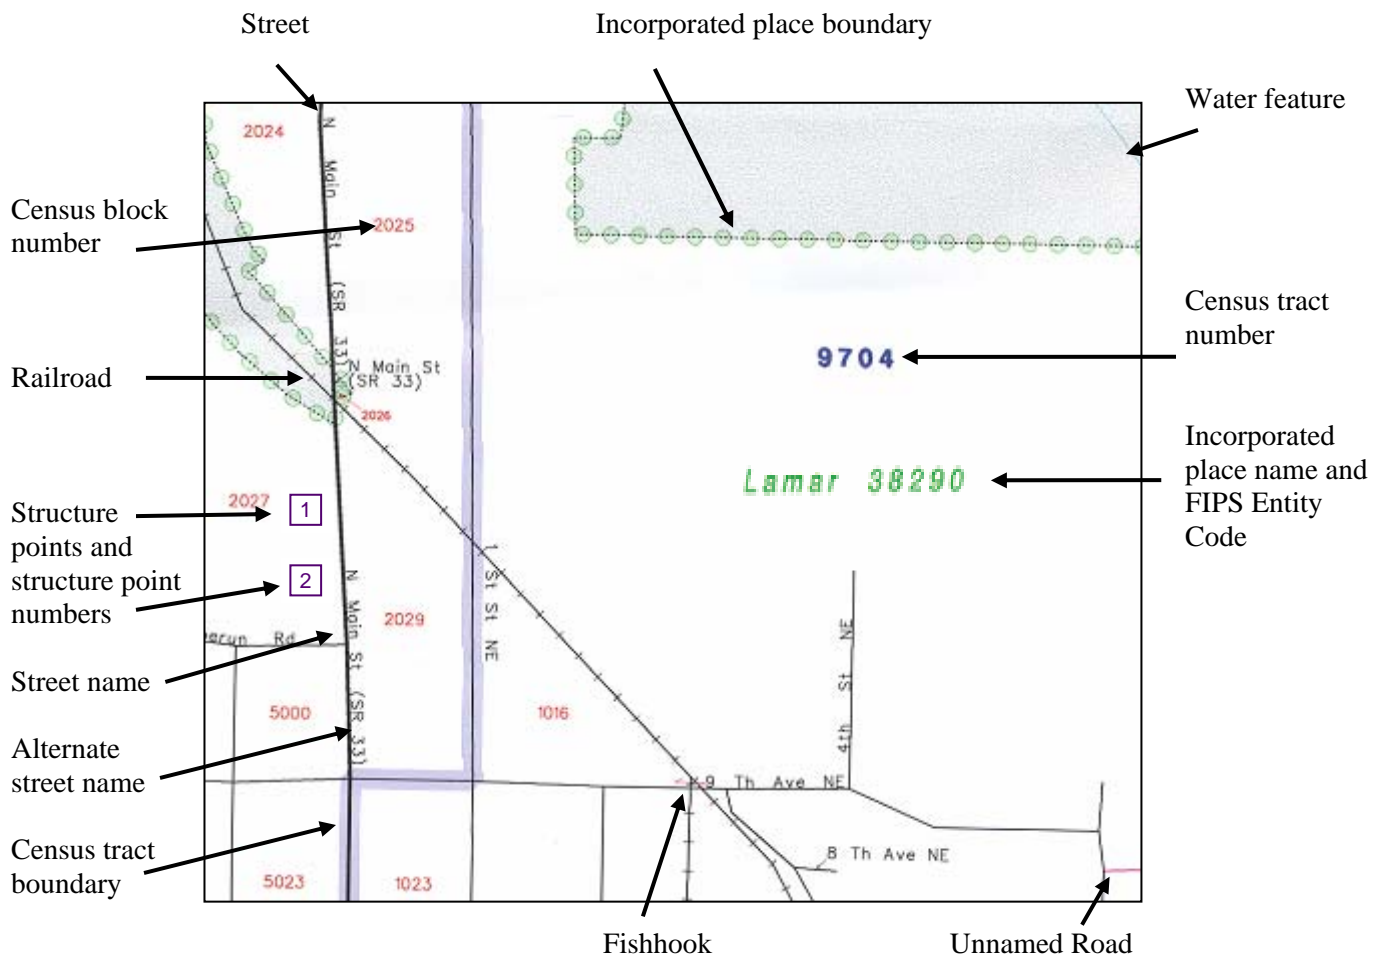 Street
Incorporated place boundary
Water feature
Census block
number
Railroad
Structure
points and
structure point
numbers
Street name
Alternate
street name
Census tract
boundary
Census tract
number
Incorporated
place name and
FIPS Entity
Code
Fishhook
Unnamed Road
2024
N Main St (SR 33)
2025
9704
N Main St
(SR 33)
2026
Lamar 38290
2027
1
2
N Main St (SR 33)
2029
1 St St NE
Rd
5000
1016
4th St NE
9 Th Ave NE
8 Th Ave NE
5023
1023